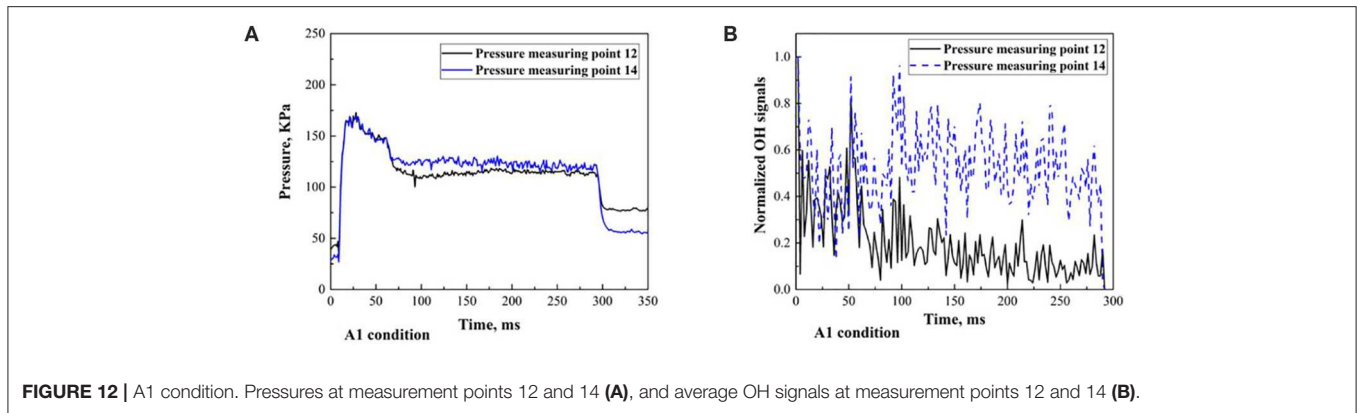 A
250
200
150
100
50
0
Pressure, KPa
Pressure measuring point 12
Pressure measuring point 14
0 50 100 150 200 250 300 350
Time, ms
A1 condition
B
1.0
0.8
0.6
0.4
0.2
0.0
Normalized OH signals
Pressure measuring point 12
Pressure measuring point 14
0 50 100 150 200 250 300
Time, ms
A1 condition
FIGURE 12 | A1 condition. Pressures at measurement points 12 and 14 (A), and average OH signals at measurement points 12 and 14 (B).